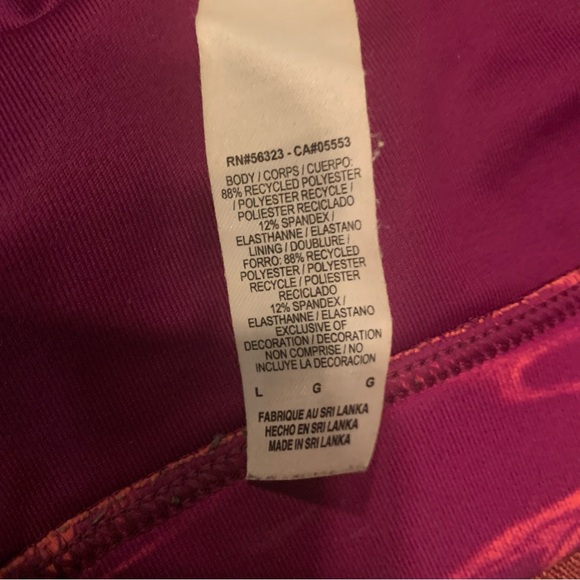 RN#56323 - CA#05553
BODY / CORPS / CUERPO:
88% RECYCLED POLYESTER
/ POLYESTER RECYCLE /
POLIESTER RECICLADO
12% SPANDEX /
ELASTHANNE / ELASTANO
LINING / DOUBLURE /
FORRO: 88% RECYCLED
POLYESTER / POLYESTER
RECYCLE / POLIESTER
RECICLADO
12% SPANDEX /
ELASTHANNE / ELASTANO
EXCLUSIVE OF
DECORATION / DECORATION
NON COMPRISE / NO
INCLUYE LA DECORACION
L G G
FABRIQUE AU SRI LANKA
HECHO EN SRI LANKA
MADE IN SRI LANKA